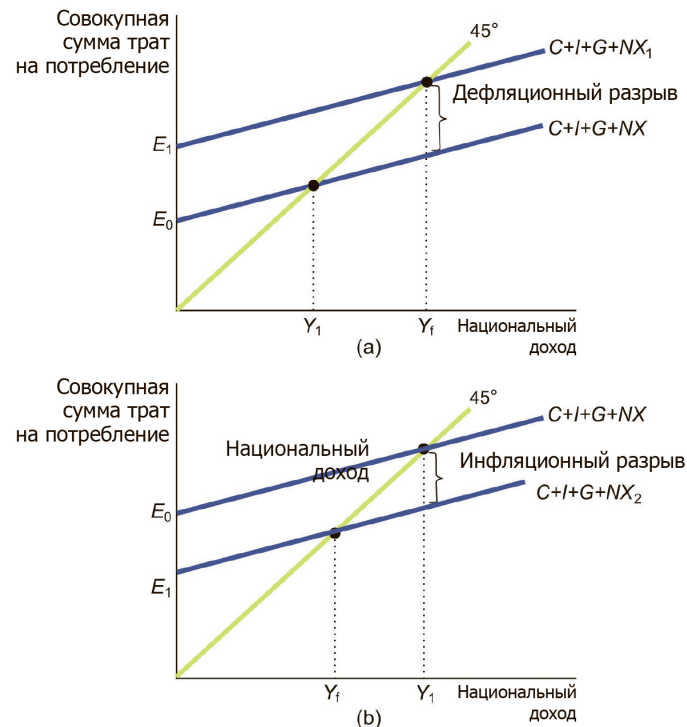 Совокупная
сумма трат
на потребление
45°
C+I+G+NX₁
Дефляционный разрыв
C+I+G+NX
E₁
E₀
Y₁
Yf
Национальный
доход
(a)
Совокупная
сумма трат
на потребление
45°
C+I+G+NX
Национальный
доход
Инфляционный разрыв
C+I+G+NX₂
E₀
E₁
Yf
Y₁
Национальный
доход
(b)